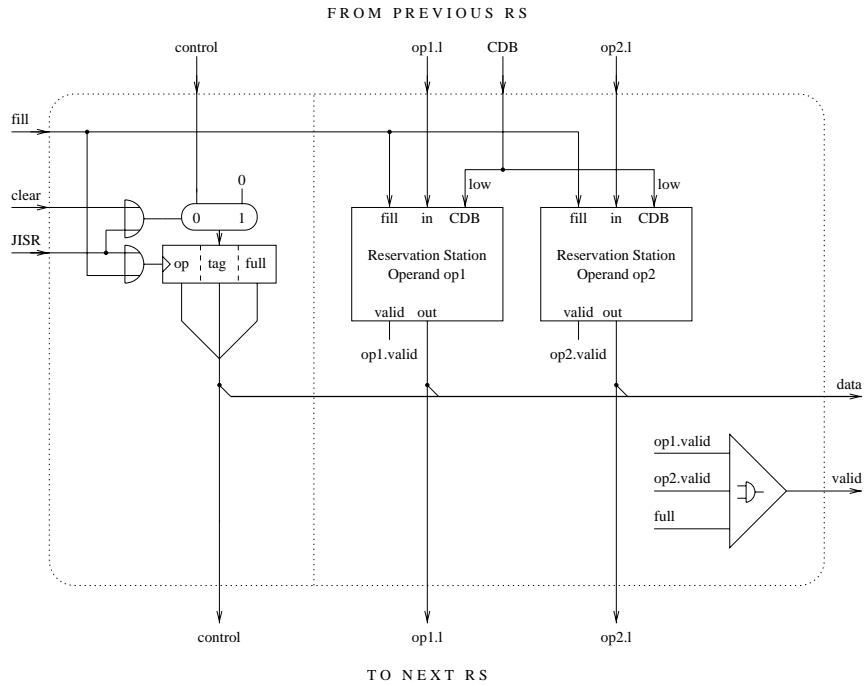 FROM PREVIOUS RS
control op1.l CDB op2.l
fill
0
low low
clear
0 1 fill in CDB fill in CDB
JISR
op tag full
Reservation Station
Operand op1
Reservation Station
Operand op2
valid out valid out
op1.valid op2.valid
data
op1.valid
op2.valid valid
full
control op1.l op2.l
TO NEXT RS